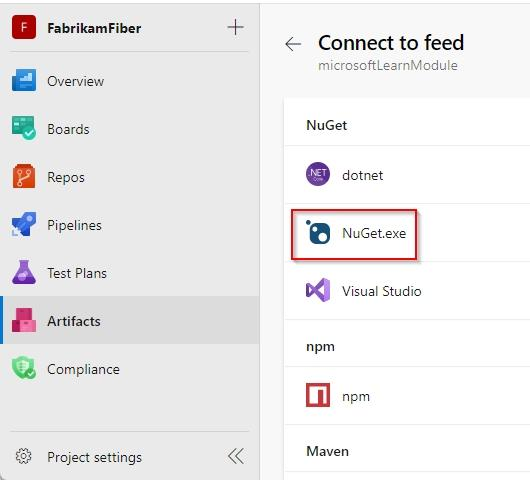 F FabrikamFiber
Overview
Boards
Repos
Pipelines
Test Plans
Artifacts
Compliance
Project settings
Connect to feed
microsoftLearnModule
NuGet
.NET
Core
dotnet
NuGet.exe
Visual Studio
npm
npm
Maven